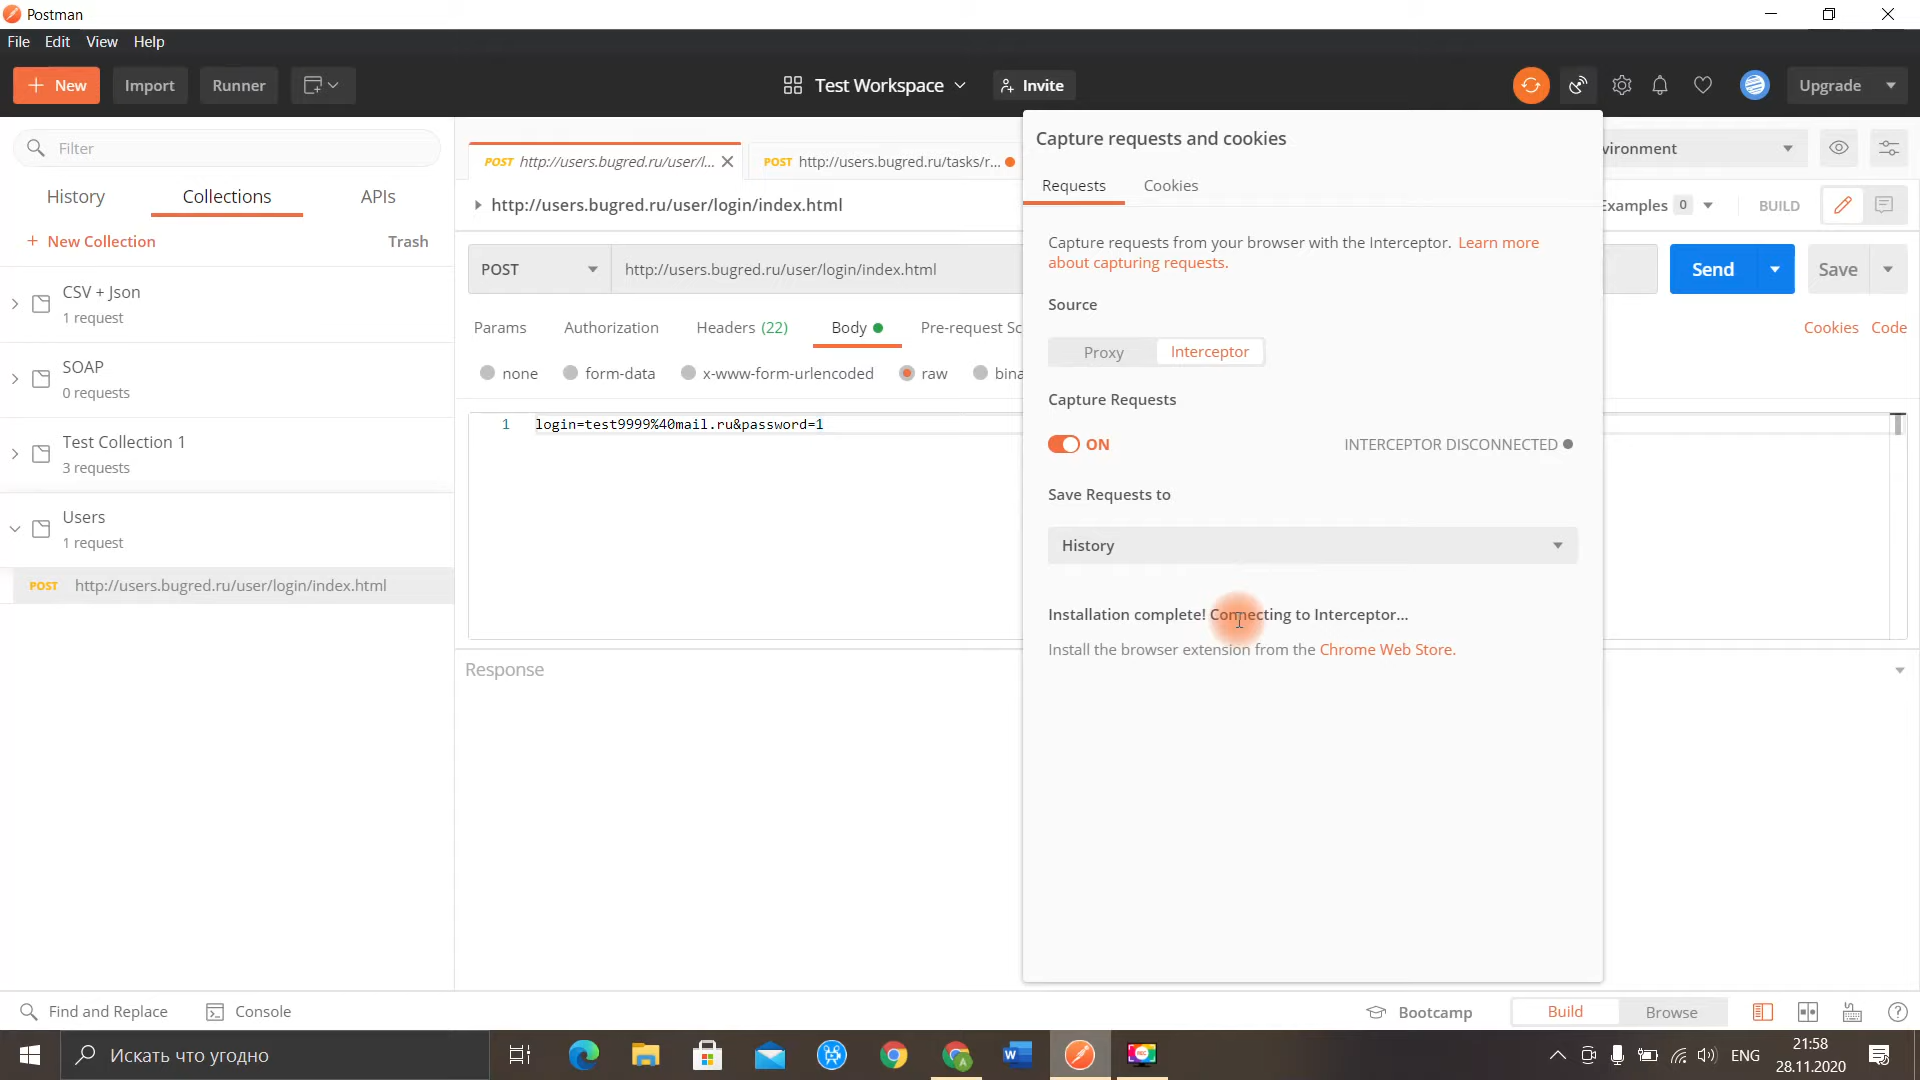 Postman
File Edit View Help
New Import Runner Test Workspace Invite Upgrade
Filter
History Collections APIs
New Collection Trash
CSV + Json
1 request
SOAP
0 requests
Test Collection 1
3 requests
Users
1 request
POST http://users.bugred.ru/user/login/index.html
POST http://users.bugred.ru/user/l... POST http://users.bugred.ru/tasks/r...
http://users.bugred.ru/user/login/index.html
POST http://users.bugred.ru/user/login/index.html
Params Authorization Headers (22) Body Pre-request Sc
none form-data x-www-form-urlencoded raw bina
1 login=test9999%40mail.ru&password=1
Response
Capture requests and cookies
Requests Cookies
Capture requests from your browser with the Interceptor. Learn more
about capturing requests.
Source
Proxy Interceptor
Capture Requests
ON INTERCEPTOR DISCONNECTED
Save Requests to
History
Installation complete! Connecting to Interceptor...
Install the browser extension from the Chrome Web Store.
vironment
Examples 0 BUILD
Send Save
Cookies Code
Find and Replace Console Bootcamp Build Browse
Искать что угодно
ENG 21:58
28.11.2020